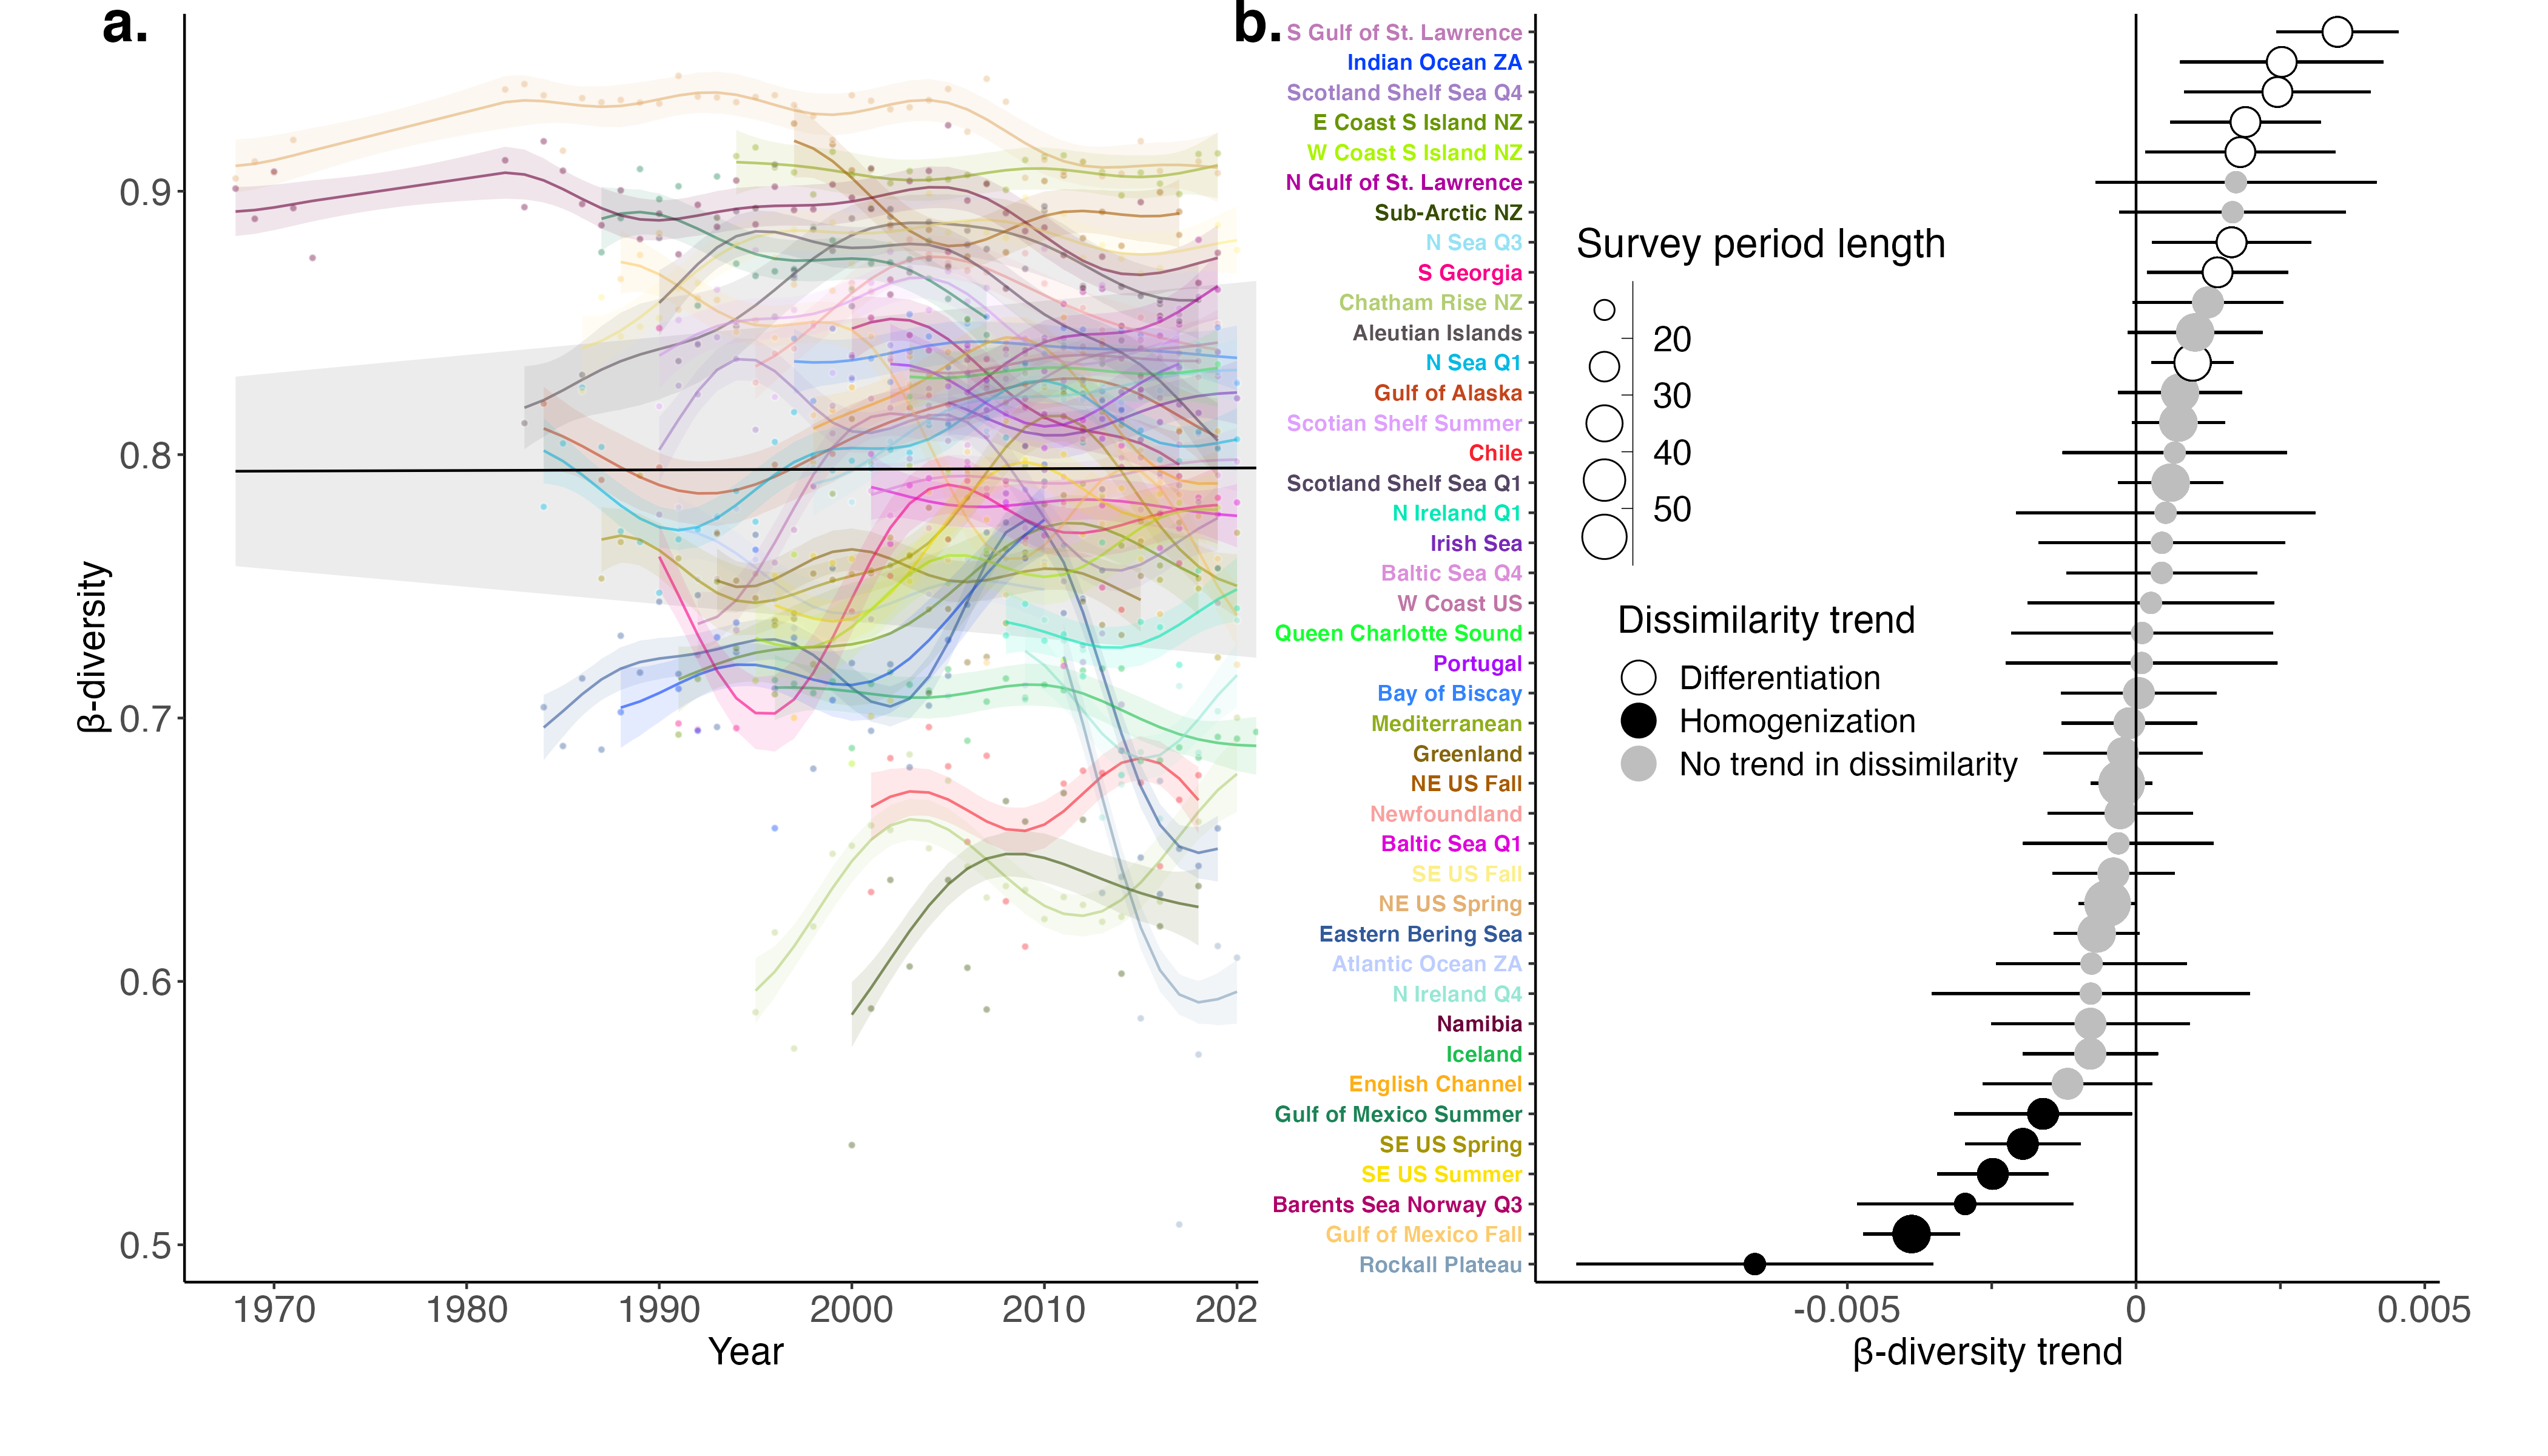 a.
0.9
0.8
0.7
0.6
0.5
β-diversity
1970
1980
1990
2000
2010
202
Year
b.
S Gulf of St. Lawrence
Indian Ocean ZA
Scotland Shelf Sea Q4
E Coast S Island NZ
W Coast S Island NZ
N Gulf of St. Lawrence
Sub-Arctic NZ
N Sea Q3
S Georgia
Chatham Rise NZ
Aleutian Islands
N Sea Q1
Gulf of Alaska
Scotian Shelf Summer
Chile
Scotland Shelf Sea Q1
N Ireland Q1
Irish Sea
Baltic Sea Q4
W Coast US
Queen Charlotte Sound
Portugal
Bay of Biscay
Mediterranean
Greenland
NE US Fall
Newfoundland
Baltic Sea Q1
SE US Fall
NE US Spring
Eastern Bering Sea
Atlantic Ocean ZA
N Ireland Q4
Namibia
Iceland
English Channel
Gulf of Mexico Summer
SE US Spring
SE US Summer
Barents Sea Norway Q3
Gulf of Mexico Fall
Rockall Plateau
Survey period length
20
30
40
50
Dissimilarity trend
Differentiation
Homogenization
No trend in dissimilarity
-0.005
0
0.005
β-diversity trend